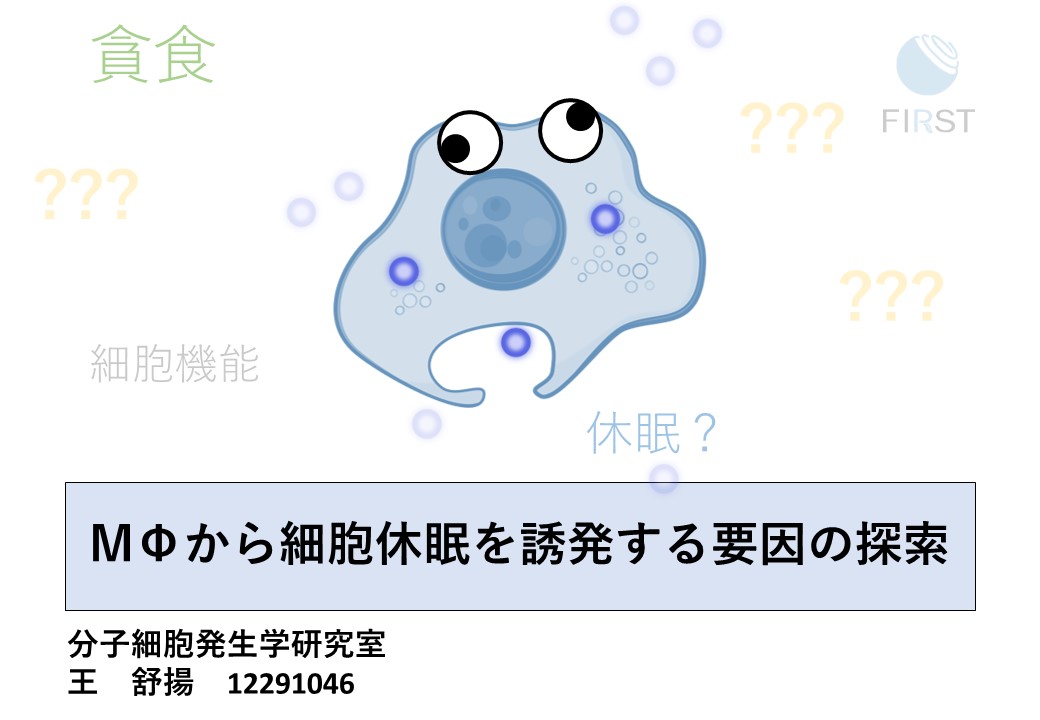 貪食
FIRST
???
???
???
細胞機能
休眠？
ＭΦから細胞休眠を誘発する要因の探索
分子細胞発生学研究室
王　舒揚　12291046